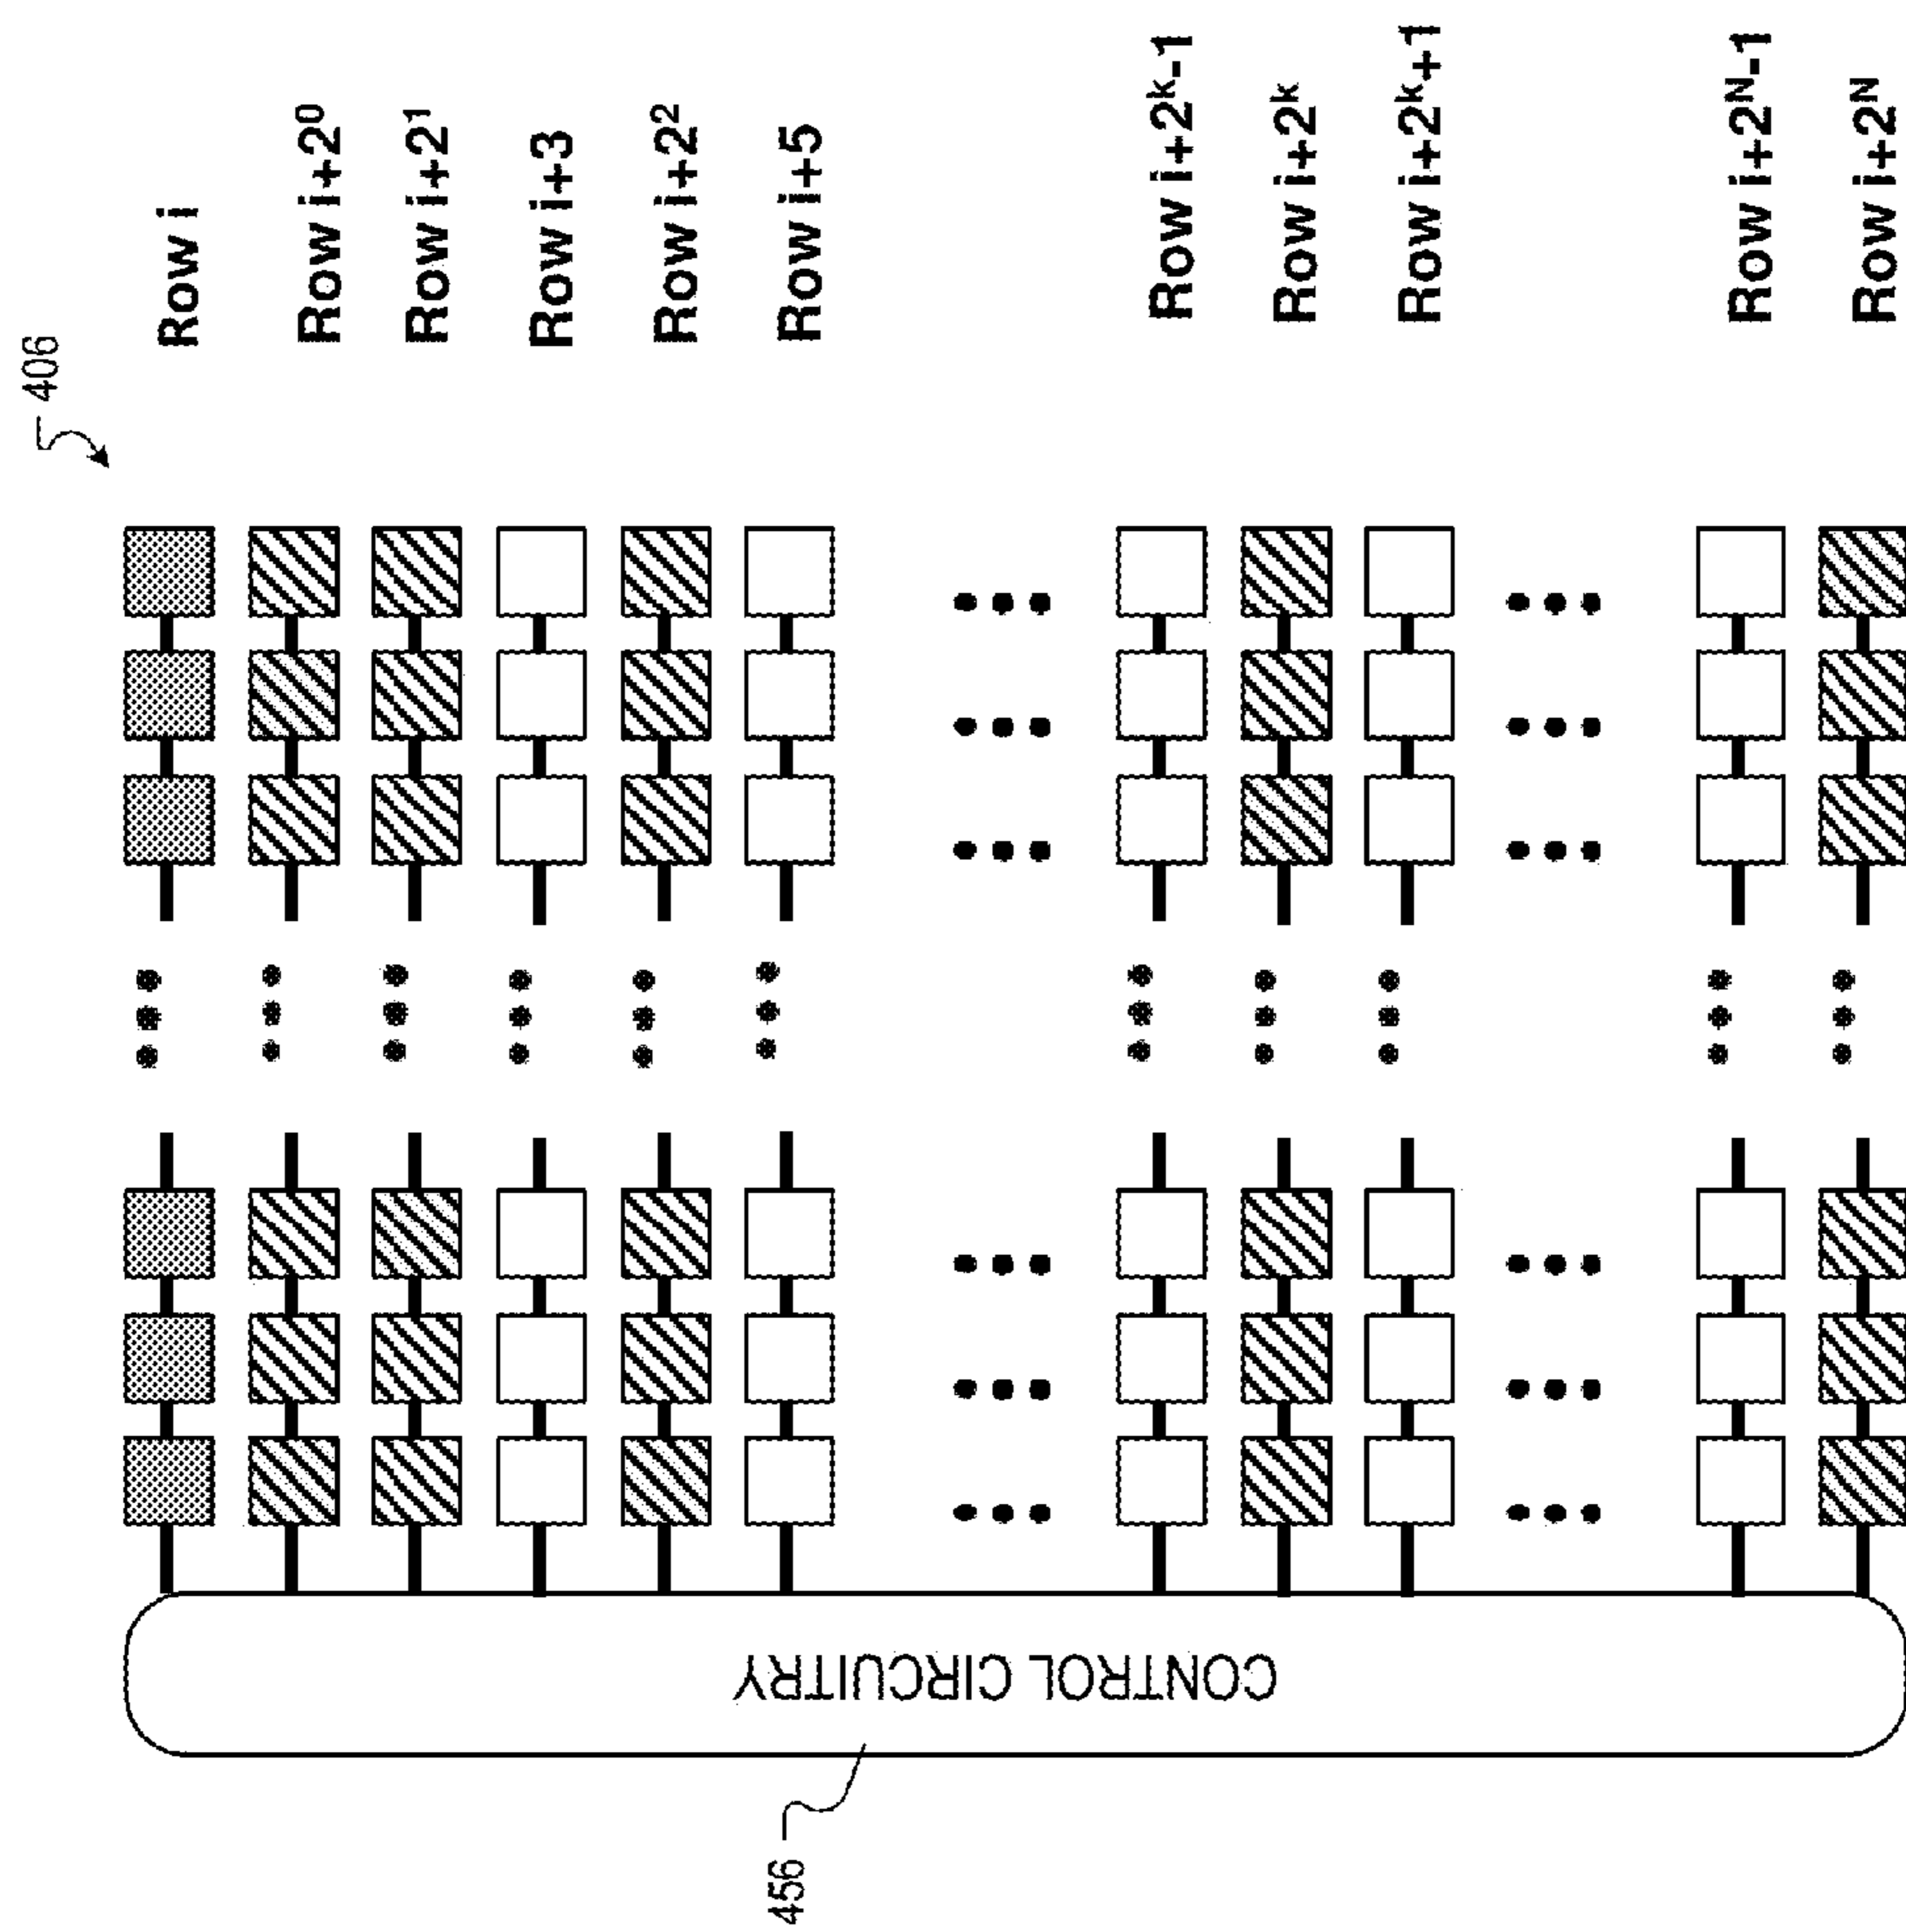 406
Row i
Row i+2⁰
Row i+2¹
Row i+3
Row i+2²
Row i+5
Row i+2ᵏ-1
Row i+2ᵏ
Row i+2ᵏ+1
Row i+2ᴺ-1
Row i+2ᴺ
CONTROL CIRCUITRY
456